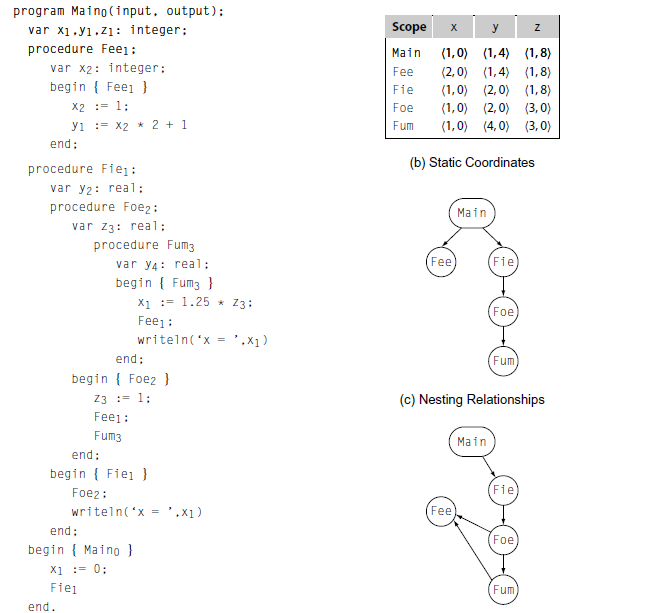 program Main₀(input, output);
var x₁,y₁,z₁: integer;
procedure Fee₁;
var x₂: integer;
begin { Fee₁ }
x₂ := 1;
y₁ := x₂ * 2 + 1
end;
procedure Fie₁;
var y₂: real;
procedure Foe₂;
var z₃: real;
procedure Fum₃
var y₄: real;
begin { Fum₃ }
x₁ := 1.25 * z₃;
Fee₁;
writeln(‘x = ’,x₁)
end;
begin { Foe₂ }
z₃ := 1;
Fee₁;
Fum₃
end;
begin { Fie₁ }
Foe₂;
writeln(‘x = ’,x₁)
end;
begin { Main₀ }
x₁ := 0;
Fie₁
end.
Scope x y z
Main ⟨1,0⟩ ⟨1,4⟩ ⟨1,8⟩
Fee ⟨2,0⟩ ⟨1,4⟩ ⟨1,8⟩
Fie ⟨1,0⟩ ⟨2,0⟩ ⟨1,8⟩
Foe ⟨1,0⟩ ⟨2,0⟩ ⟨3,0⟩
Fum ⟨1,0⟩ ⟨4,0⟩ ⟨3,0⟩
(b) Static Coordinates
Main
Fee Fie
Foe
Fum
(c) Nesting Relationships
Main
Fie
Fee
Foe
Fum